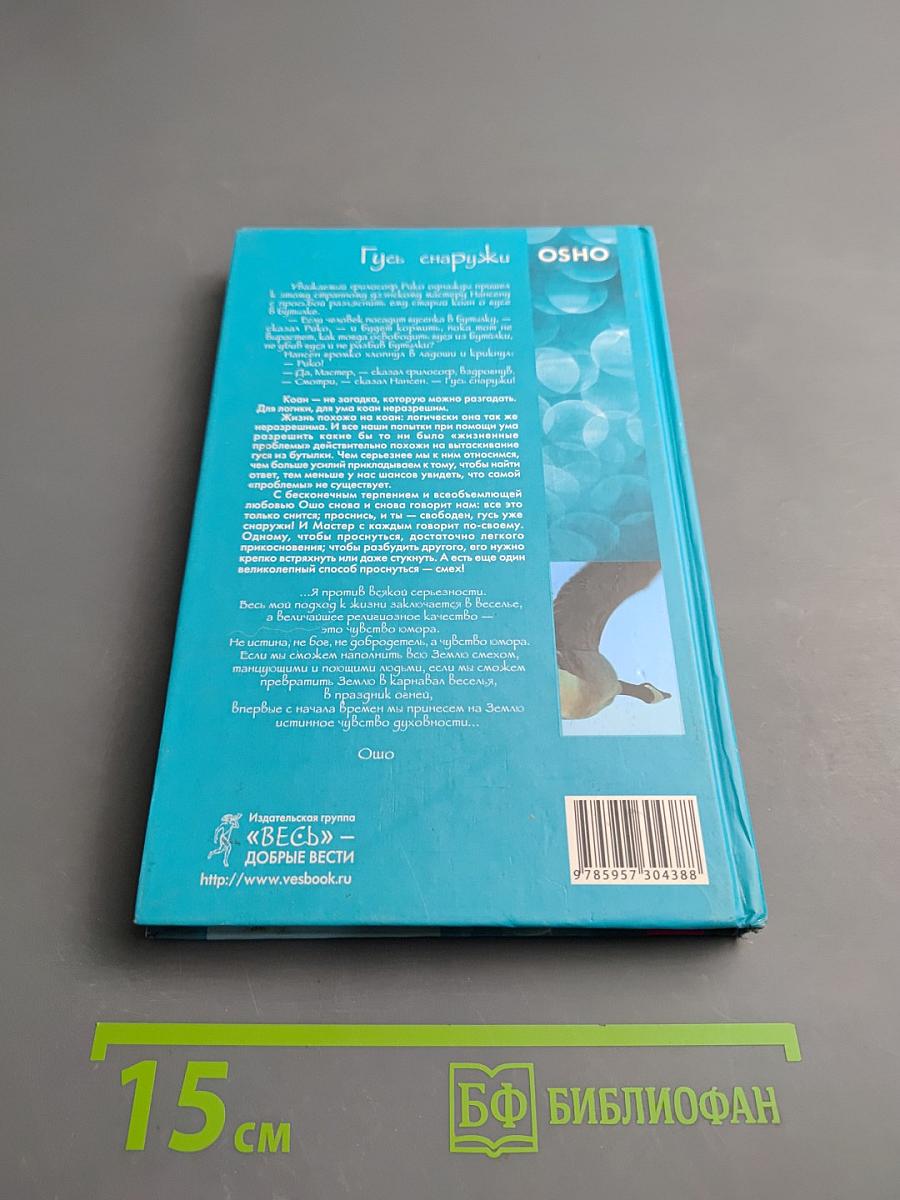 Гусь снаружи
OSHO
Уважаемый философ Рико однажды пришел
к этому странному дзэнскому мастеру Нансену
с просьбой разъяснить ему старый коан о гусе
в бутылке.
— Если человек посадит гусенка в бутылку, —
сказал Рико, — и будет кормить, пока тот не
вырастет, как тогда освободить гуся из бутылки,
не убив гуся и не разбив бутылки?
Нансен громко хлопнул в ладоши и крикнул:
— Рико!
— Да, Мастер, — сказал философ, вздрогнув.
— Смотри, — сказал Нансен. — Гусь снаружи!
Коан — не загадка, которую можно разгадать.
Для логики, для ума коан неразрешим.
Жизнь похожа на коан: логически она так же
неразрешима. И все наши попытки при помощи ума
разрешить какие бы то ни было «жизненные
проблемы» действительно похожи на вытаскивание
гуся из бутылки. Чем серьезнее мы к ним относимся,
чем больше усилий прикладываем к тому, чтобы найти
ответ, тем меньше у нас шансов увидеть, что самой
«проблемы» не существует.
С бесконечным терпением и всеобъемлющей
любовью Ошо снова и снова говорит нам: все это
только снится; проснись, и ты — свободен, гусь уже
снаружи! И Мастер с каждым говорит по-своему.
Одному, чтобы проснуться, достаточно легкого
прикосновения; чтобы разбудить другого, его нужно
крепко встряхнуть или даже стукнуть. А есть еще один
великолепный способ проснуться — смех!
...Я против всякой серьезности.
Весь мой подход к жизни заключается в веселье,
а величайшее религиозное качество —
это чувство юмора.
Не истина, не бог, не добродетель, а чувство юмора.
Если мы сможем наполнить всю Землю смехом,
танцующими и поющими людьми, если мы сможем
превратить Землю в карнавал веселья,
в праздник огней,
впервые с начала времен мы принесем на Землю
истинное чувство духовности...
Ошо
Издательская группа
«ВЕСЬ» —
ДОБРЫЕ ВЕСТИ
http://www.vesbook.ru
9 785957 304388
15 см
БФ БИБЛИОФАН